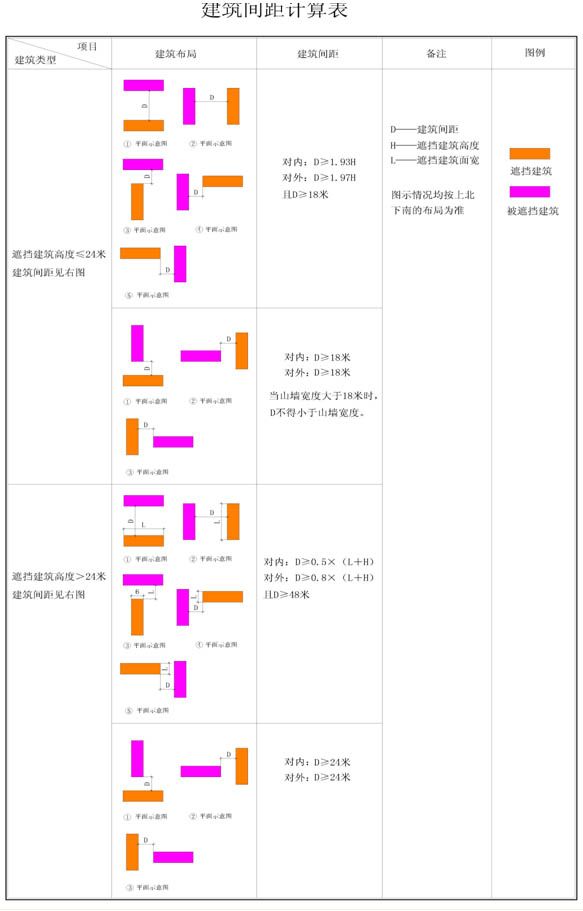 建筑间距计算表
项目
建筑类型
建筑布局
建筑间距
备注
图例
遮挡建筑高度≤24米
建筑间距见右图
D
D
① 平面示意图
② 平面示意图
D
D
③ 平面示意图
④ 平面示意图
D
⑤ 平面示意图
对内：D≥1.93H
对外：D≥1.97H
且D≥18米
D——建筑间距
H——遮挡建筑高度
L——遮挡建筑面宽
图示情况均按上北
下南的布局为准
遮挡建筑
被遮挡建筑
D
D
① 平面示意图
② 平面示意图
D
③ 平面示意图
对内：D≥18米
对外：D≥18米
当山墙宽度大于18米时，
D不得小于山墙宽度。
遮挡建筑高度>24米
建筑间距见右图
D
L
D
L
① 平面示意图
② 平面示意图
6
L
L
D
③ 平面示意图
④ 平面示意图
L
D
⑤ 平面示意图
对内：D≥0.5×（L+H）
对外：D≥0.8×（L+H）
且D≥48米
D
D
① 平面示意图
② 平面示意图
D
③ 平面示意图
对内：D≥24米
对外：D≥24米